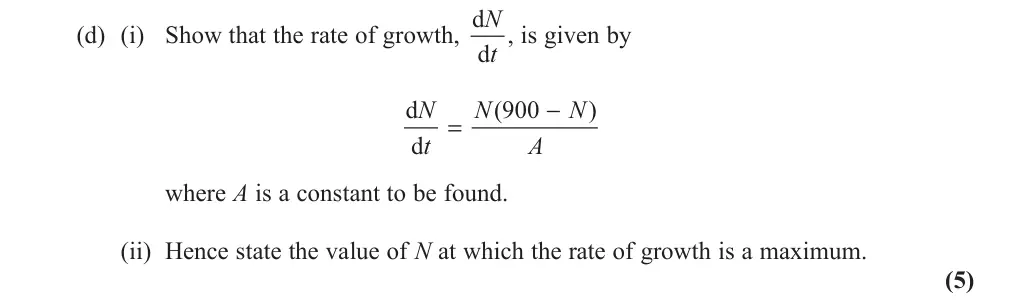 (d) (i) Show that the rate of growth, dN/dt, is given by
dN/dt = N(900 − N)/A
where A is a constant to be found.
(ii) Hence state the value of N at which the rate of growth is a maximum.
(5)